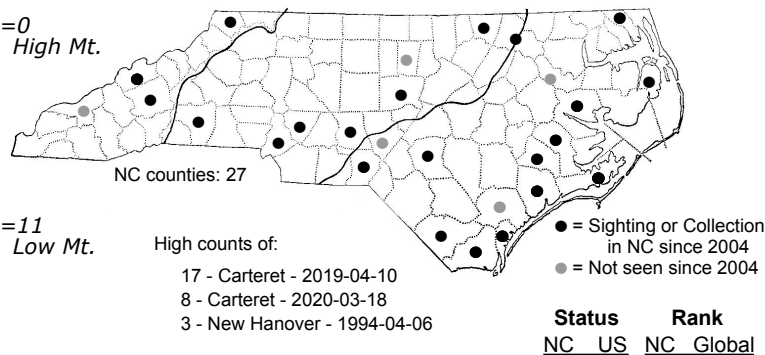 =0
High Mt.
NC counties: 27
=11
Low Mt.
High counts of:
17 - Carteret - 2019-04-10
8 - Carteret - 2020-03-18
3 - New Hanover - 1994-04-06
= Sighting or Collection
in NC since 2004
= Not seen since 2004
Status Rank
NC US NC Global